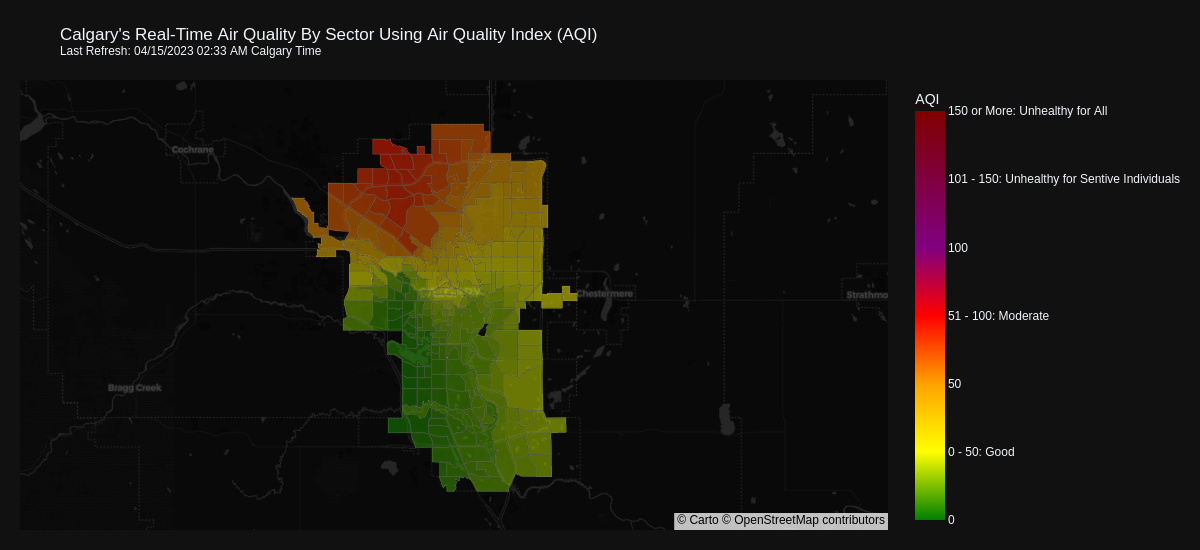 Calgary's Real-Time Air Quality By Sector Using Air Quality Index (AQI)
Last Refresh: 04/15/2023 02:33 AM Calgary Time
AQI
150 or More: Unhealthy for All
Cochrane
101 - 150: Unhealthy for Sentive Individuals
100
Chestermere
Strathmo
51 - 100: Moderate
50
Bragg Creek
0 - 50: Good
0
© Carto © OpenStreetMap contributors